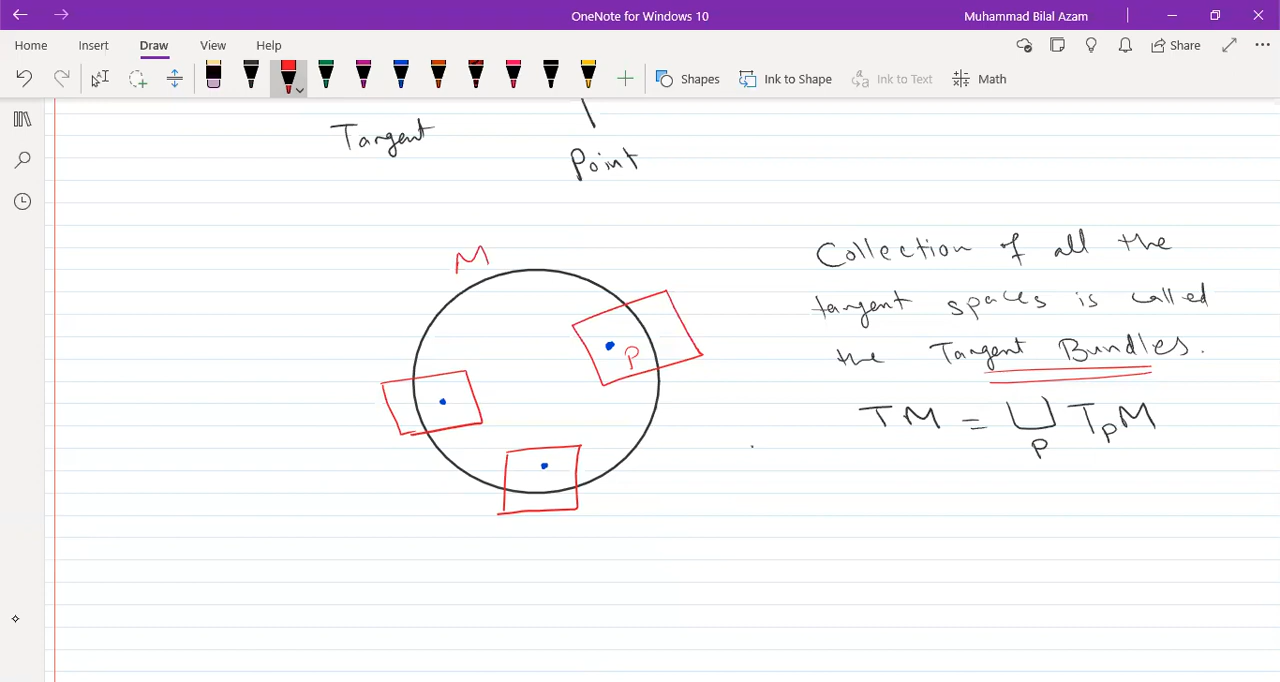 OneNote for Windows 10
Muhammad Bilal Azam
Home Insert Draw View Help
Share
Shapes Ink to Shape Ink to Text Math
Tangent
Point
M
P
Collection of all the
tangent spaces is called
the Tangent Bundles.
TM = ⋃ TpM
P